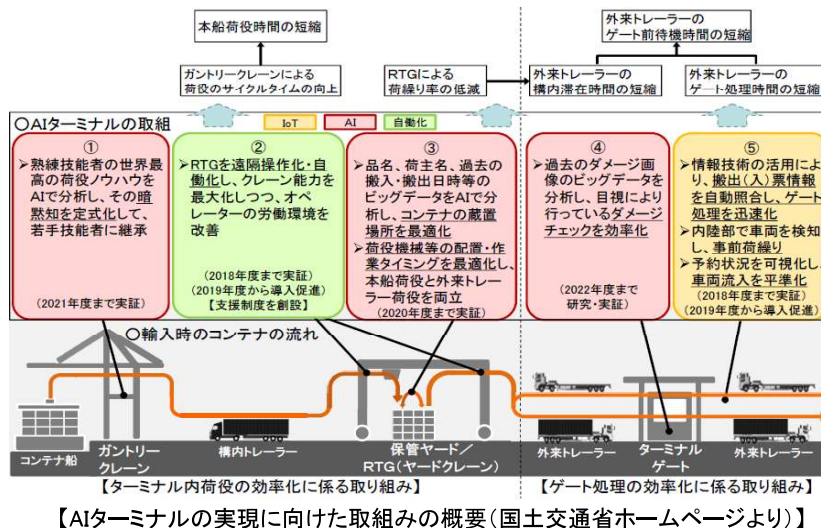 本船荷役時間の短縮
外来トレーラーの
ゲート前待機時間の短縮
ガントリークレーンによる
荷役のサイクルタイムの向上
RTGによる
荷繰り率の低減
外来トレーラーの
構内滞在時間の短縮
外来トレーラーの
ゲート処理時間の短縮
〇AIターミナルの取組
IoT
AI
自働化
①
➢熟練技能者の世界最
高の荷役ノウハウを
AIで分析し、その暗
黙知を定式化して、
若手技能者に継承
(2021年度まで実証)
②
➢RTGを遠隔操作化・自
働化し、クレーン能力を
最大化しつつ、オペ
レーターの労働環境を
改善
(2018年度まで実証)
(2019年度から導入促進)
【支援制度を創設】
③
➢品名、荷主名、過去の
搬入・搬出日時等の
ビッグデータをAIで分
析し、コンテナの蔵置
場所を最適化
➢荷役機械等の配置・作
業タイミングを最適化し、
本船荷役と外来トレー
ラー荷役を両立
(2020年度まで実証)
④
➢過去のダメージ画
像のビッグデータを
分析し、目視により
行っているダメージ
チェックを効率化
(2022年度まで
研究・実証)
⑤
➢情報技術の活用によ
り、搬出(入)票情報
を自動照合し、ゲート
処理を迅速化
➢内陸部で車両を検知
し、事前荷繰り
➢予約状況を可視化し、
車両流入を平準化
(2018年度まで実証)
(2019年度から導入促進)
〇輸入時のコンテナの流れ
コンテナ船
ガントリー
クレーン
構内トレーラー
保管ヤード/
RTG(ヤードクレーン)
外来トレーラー
ターミナル
ゲート
外来トレーラー
【ターミナル内荷役の効率化に係る取り組み】
【ゲート処理の効率化に係る取り組み】
【AIターミナルの実現に向けた取組みの概要(国土交通省ホームページより)】